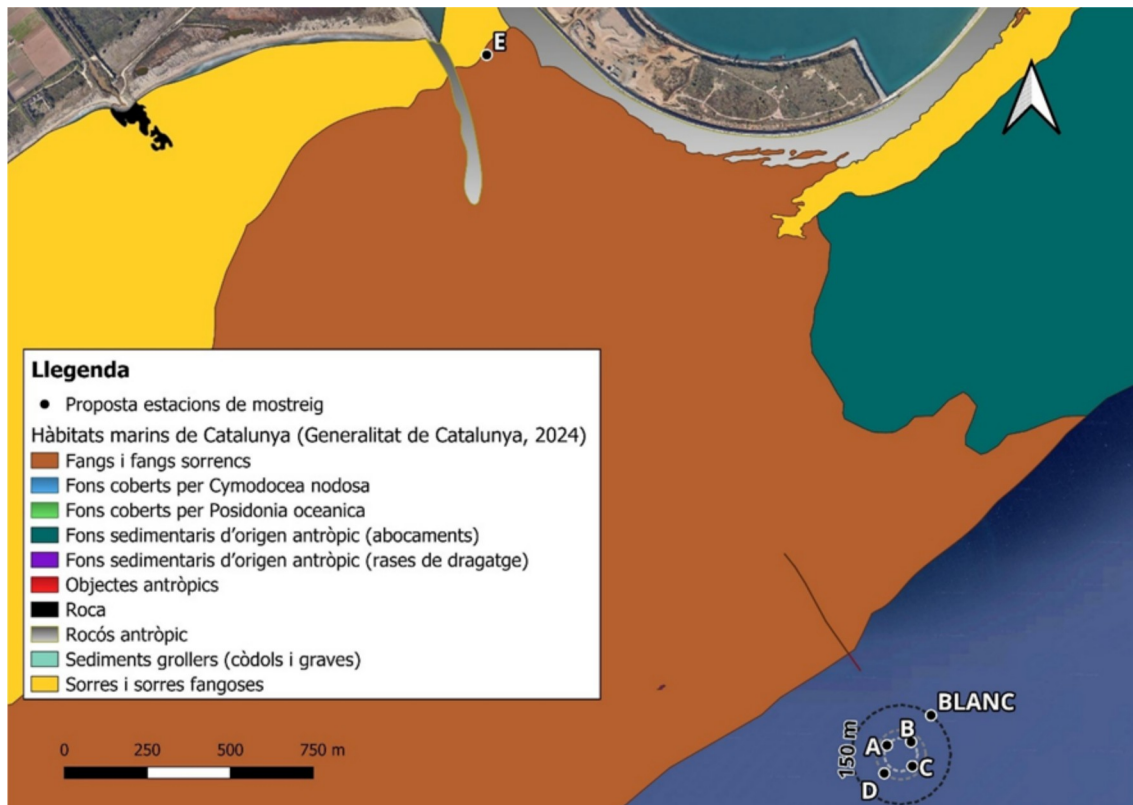 E
Llegenda
Proposta estacions de mostreig
Hàbitats marins de Catalunya (Generalitat de Catalunya, 2024)
Fangs i fangs sorrencs
Fons coberts per Cymodocea nodosa
Fons coberts per Posidonia oceanica
Fons sedimentaris d'origen antròpic (abocaments)
Fons sedimentaris d'origen antròpic (rases de dragatge)
Objectes antròpics
Roca
Rocós antròpic
Sediments grollers (còdols i graves)
Sorres i sorres fangoses
0 250 500 750 m
BLANC
150 m
A
B
C
D